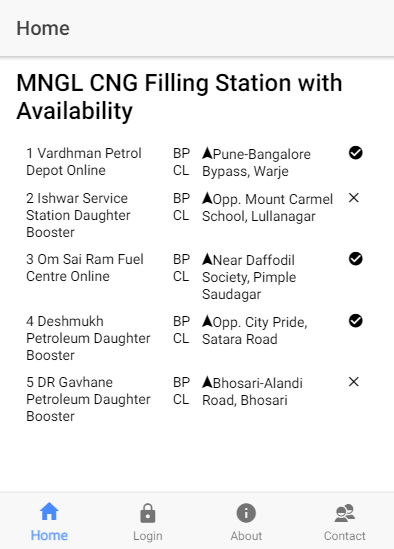 Home
MNGL CNG Filling Station with
Availability
1 Vardhman Petrol
Depot Online
BP
CL
Pune-Bangalore
Bypass, Warje
2 Ishwar Service
Station Daughter
Booster
BP
CL
Opp. Mount Carmel
School, Lullanagar
3 Om Sai Ram Fuel
Centre Online
BP
CL
Near Daffodil
Society, Pimple
Saudagar
4 Deshmukh
Petroleum Daughter
Booster
BP
CL
Opp. City Pride,
Satara Road
5 DR Gavhane
Petroleum Daughter
Booster
BP
CL
Bhosari-Alandi
Road, Bhosari
Home
Login
About
Contact